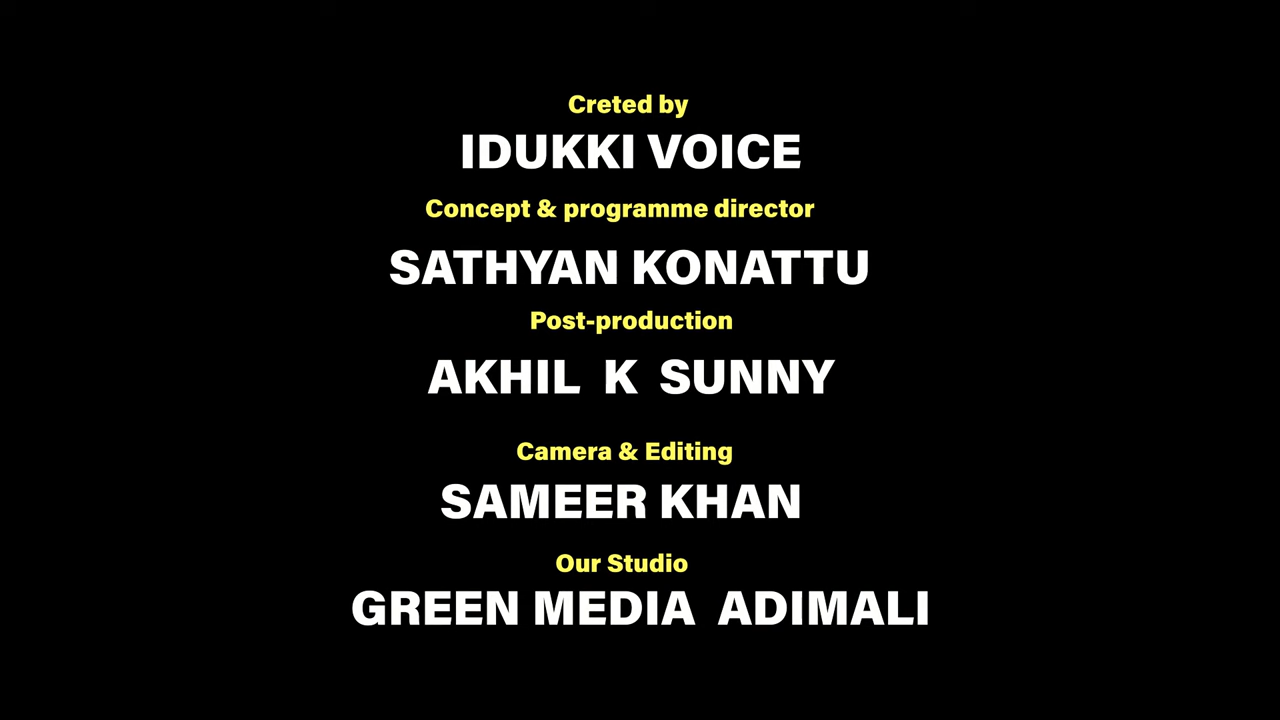 Creted by
IDUKKI VOICE
Concept & programme director
SATHYAN KONATTU
Post-production
AKHIL K SUNNY
Camera & Editing
SAMEER KHAN
Our Studio
GREEN MEDIA ADIMALI